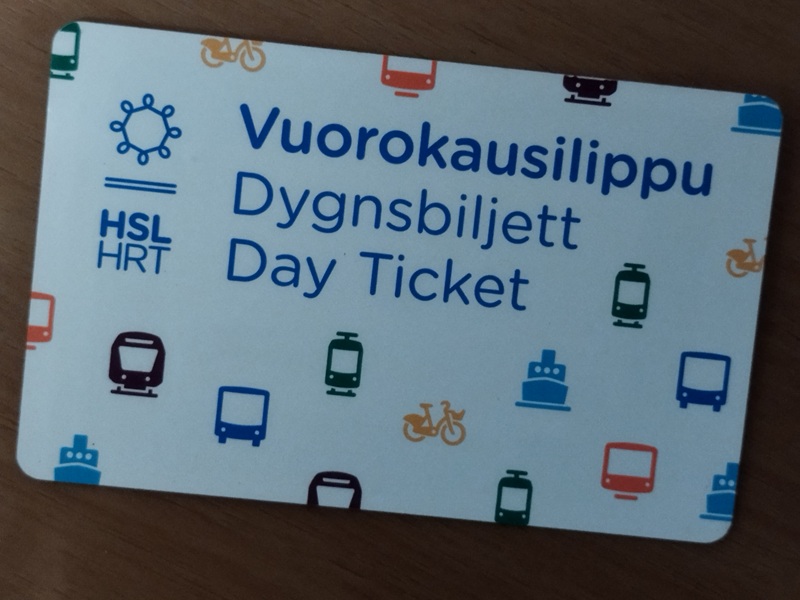 Vuorokausilippu
Dygnsbiljett
Day Ticket
HSL
HRT